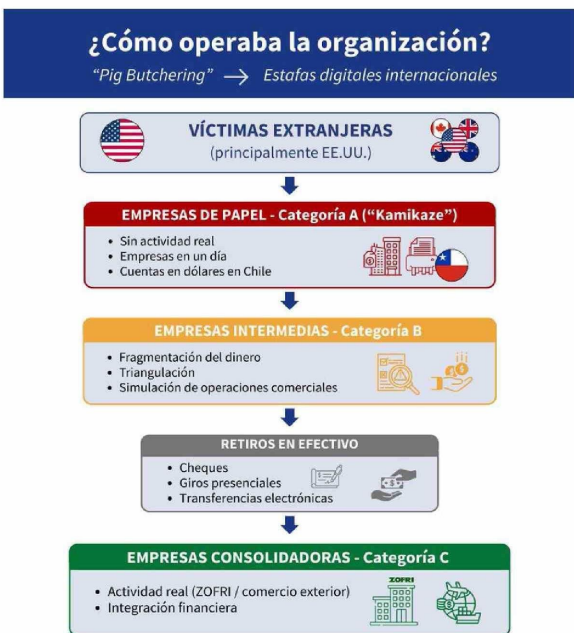 ¿Cómo operaba la organización?
“Pig Butchering” → Estafas digitales internacionales
VÍCTIMAS EXTRANJERAS
(principalmente EE.UU.)
EMPRESAS DE PAPEL - Categoría A (“Kamikaze”)
• Sin actividad real
• Empresas en un día
• Cuentas en dólares en Chile
EMPRESAS INTERMEDIAS - Categoría B
• Fragmentación del dinero
• Triangulación
• Simulación de operaciones comerciales
RETIROS EN EFECTIVO
• Cheques
• Giros presenciales
• Transferencias electrónicas
EMPRESAS CONSOLIDADORAS - Categoría C
• Actividad real (ZOFRI / comercio exterior)
• Integración financiera
ZOFRI